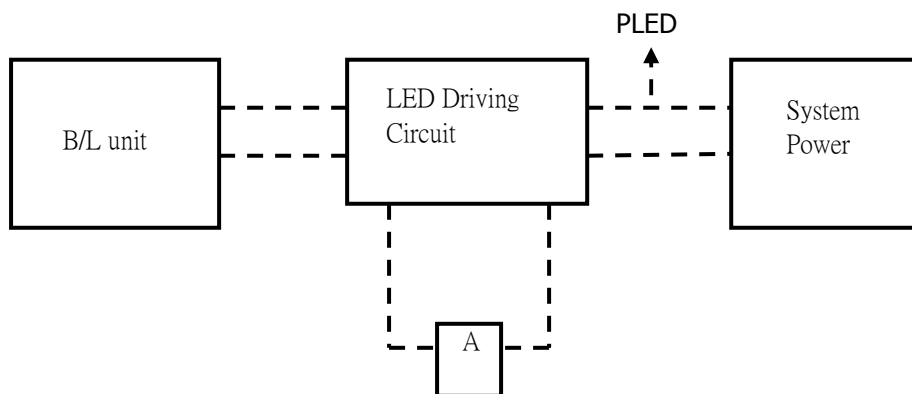 PLED
B/L unit
LED Driving
Circuit
System
Power
A